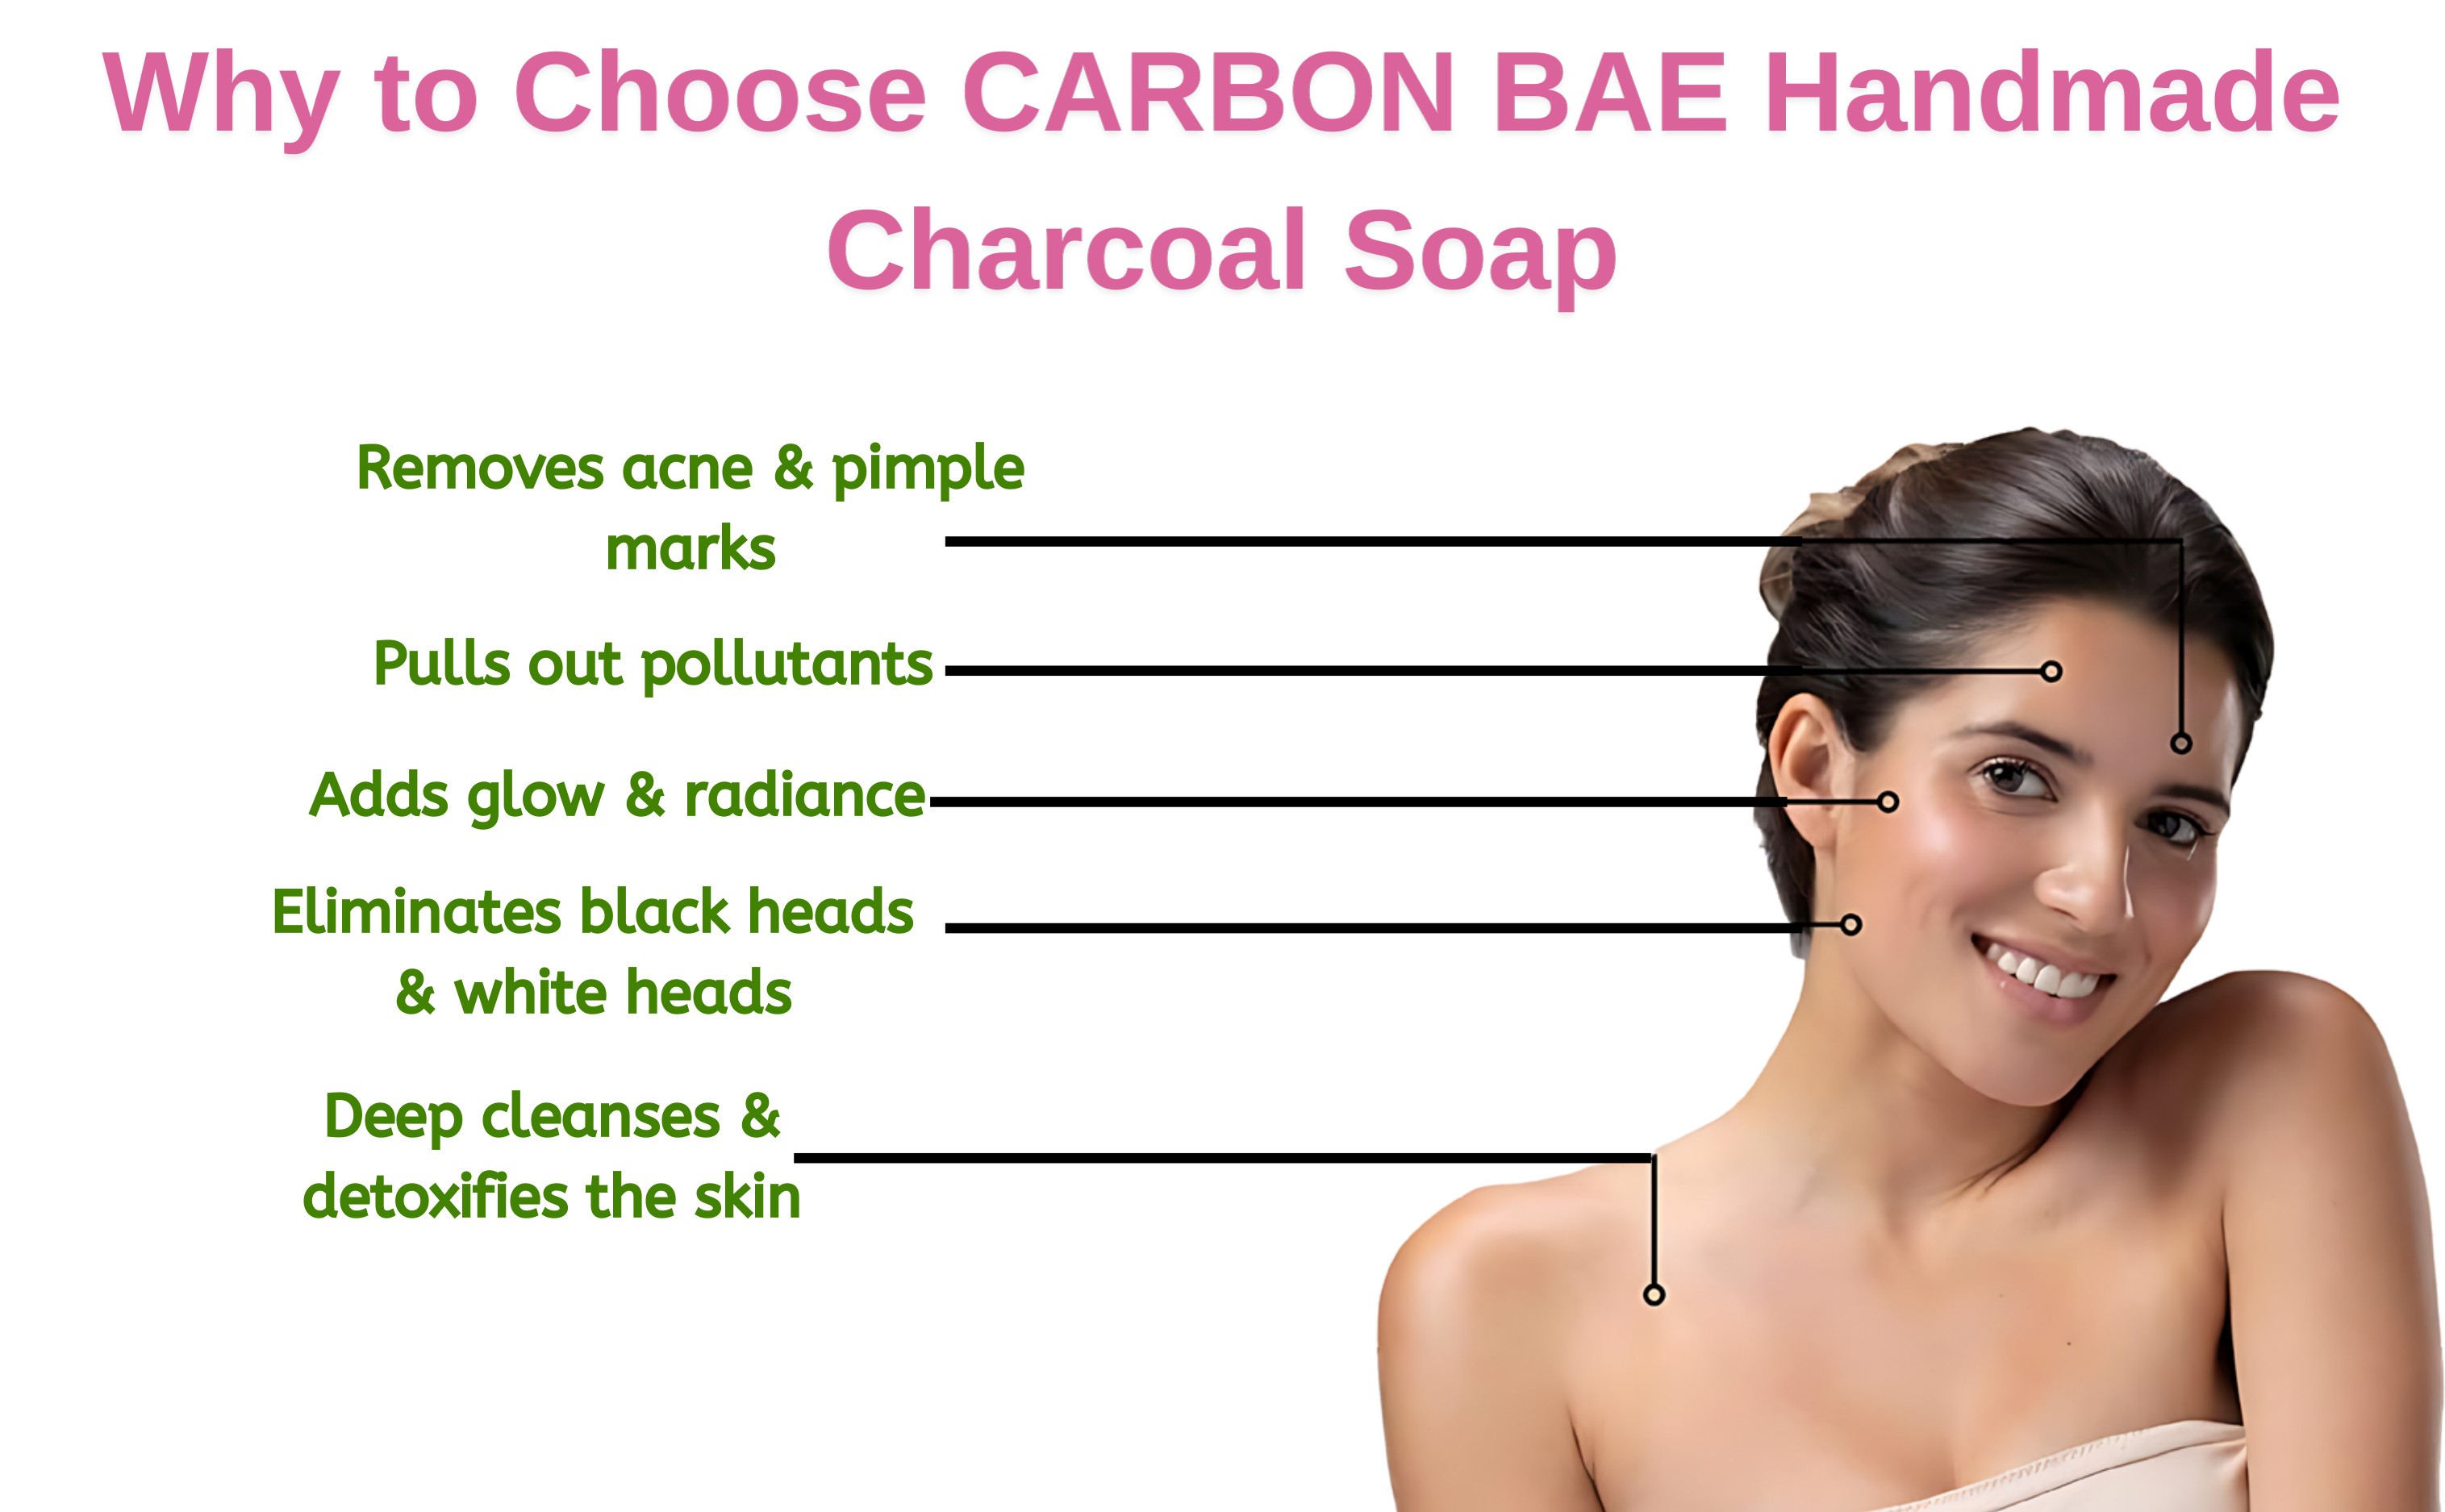 Why to Choose CARBON BAE Handmade
Charcoal Soap
Removes acne & pimple
marks
Pulls out pollutants
Adds glow & radiance
Eliminates black heads
& white heads
Deep cleanses &
detoxifies the skin